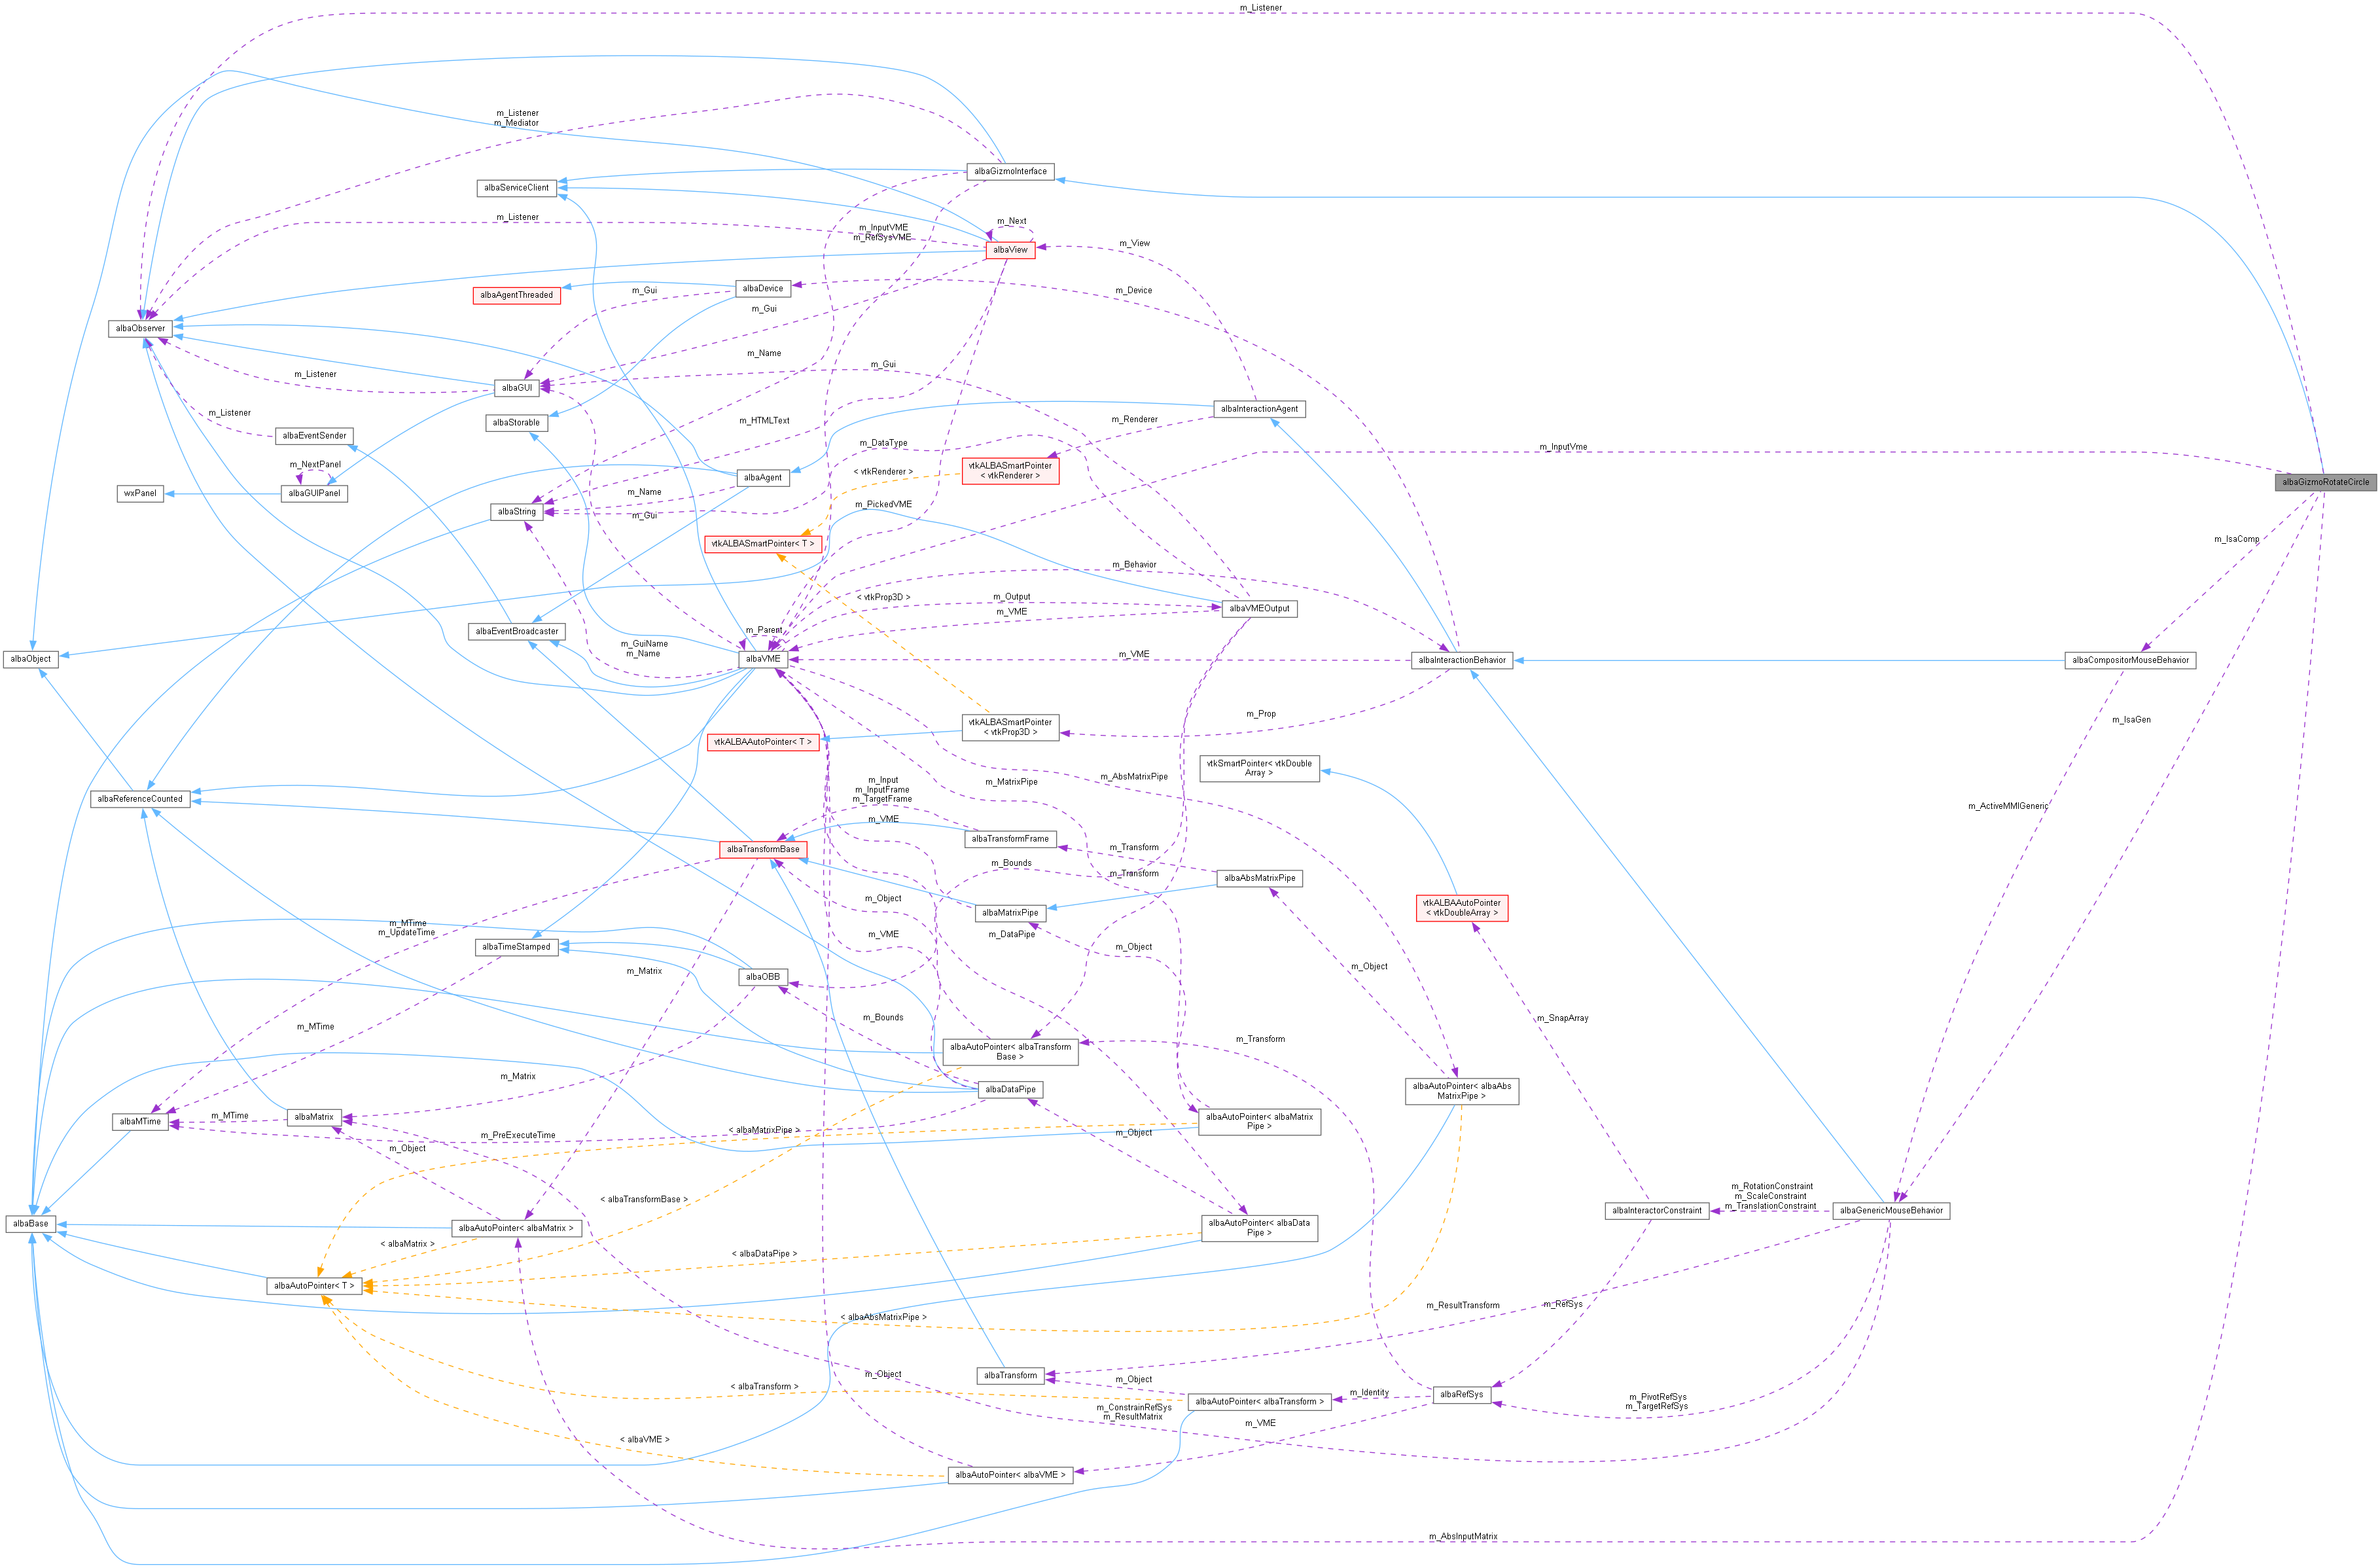 m_Listener
m_Listener
m_Mediator
albaGizmoInterface
albaServiceClient
m_Listener
m_InputVME
m_RefSysVME
m_Next
albaView
m_View
albaAgentThreaded
albaDevice
m_Gui
m_Gui
m_Device
albaObserver
m_Name
m_Gui
m_Listener
albaGUI
m_Listener
albaStorable
albaInteractionAgent
m_HTMLText
m_Renderer
albaEventSender
m_DataType
m_InputVme
m_NextPanel
albaGUIPanel
wxPanel
albaAgent
< vtkRenderer >
vtkALBASmartPointer
< vtkRenderer >
albaGizmoRotateCircle
m_Name
albaString
m_Gui
m_PickedVME
vtkALBASmartPointer< T >
m_IsaComp
m_Behavior
< vtkProp3D >
m_Output
m_VME
albaVMEOutput
albaEventBroadcaster
m_Parent
m_GuiName
m_Name
albaObject
albaVME
m_VME
albaInteractionBehavior
albaCompositorMouseBehavior
m_Prop
m_IsaGen
vtkALBASmartPointer
< vtkProp3D >
vtkALBAAutoPointer< T >
vtkSmartPointer< vtkDouble
Array >
albaReferenceCounted
m_Input
m_InputFrame
m_TargetFrame
m_MatrixPipe
m_AbsMatrixPipe
m_ActiveMMIGeneric
m_VME
albaTransformFrame
albaTransformBase
m_Transform
m_Bounds
m_Transform
albaAbsMatrixPipe
m_Object
albaMatrixPipe
vtkALBAAutoPointer
< vtkDoubleArray >
m_MTime
m_UpdateTime
m_VME
m_DataPipe
albaTimeStamped
m_Object
m_Matrix
albaOBB
m_Object
m_MTime
m_Bounds
m_SnapArray
m_Transform
albaAutoPointer< albaTransform
Base >
m_Matrix
albaDataPipe
albaAutoPointer< albaAbs
MatrixPipe >
albaMTime
m_MTime
albaMatrix
m_PreExecuteTime
< albaMatrixPipe >
albaAutoPointer< albaMatrix
Pipe >
m_Object
m_Object
< albaTransformBase >
m_RotationConstraint
m_ScaleConstraint
m_TranslationConstraint
albaInteractorConstraint
albaGenericMouseBehavior
albaBase
albaAutoPointer< albaMatrix >
albaAutoPointer< albaData
Pipe >
< albaMatrix >
< albaDataPipe >
albaAutoPointer< T >
m_ResultTransform
m_RefSys
< albaAbsMatrixPipe >
albaTransform
m_Object
m_Object
< albaTransform >
m_Identity
albaRefSys
albaAutoPointer< albaTransform >
m_PivotRefSys
m_TargetRefSys
m_ConstrainRefSys
m_ResultMatrix
m_VME
< albaVME >
albaAutoPointer< albaVME >
m_AbsInputMatrix